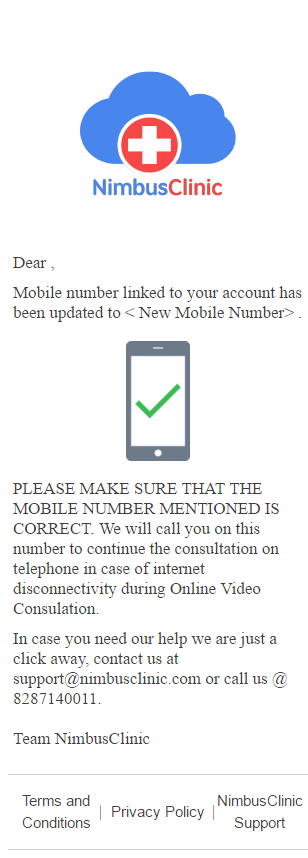 NimbusClinic
Dear ,
Mobile number linked to your account has
been updated to < New Mobile Number> .
PLEASE MAKE SURE THAT THE
MOBILE NUMBER MENTIONED IS
CORRECT. We will call you on this
number to continue the consultation on
telephone in case of internet
disconnectivity during Online Video
Consulation.
In case you need our help we are just a
click away, contact us at
support@nimbusclinic.com or call us @
8287140011.
Team NimbusClinic
Terms and
Conditions
| Privacy Policy |
NimbusClinic
Support